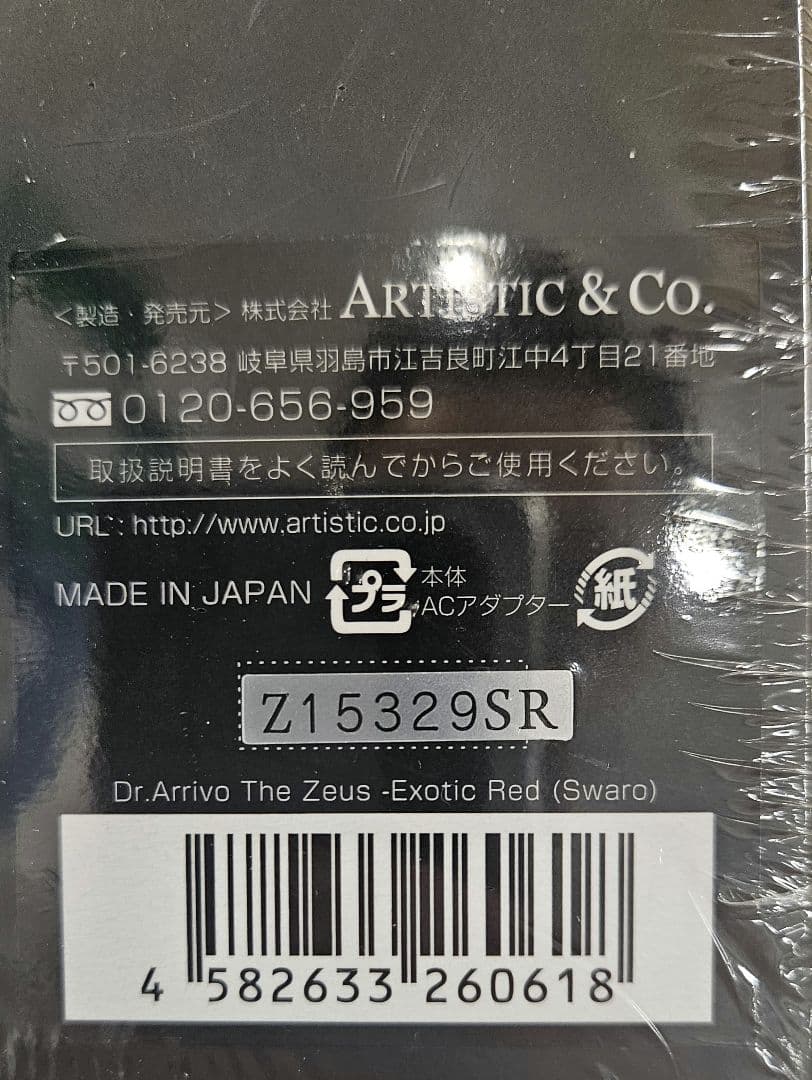 <製造・発売元> 株式会社 ARTISTIC & CO.
〒501-6238 岐阜県羽島市江吉良町江中4丁目21番地
0120-656-959
取扱説明書をよく読んでからご使用ください。
URL : http://www.artistic.co.jp
MADE IN JAPAN プラ 本体 紙
ACアダプター
Z15329SR
Dr.Arrivo The Zeus -Exotic Red (Swaro)
4 582633 260618